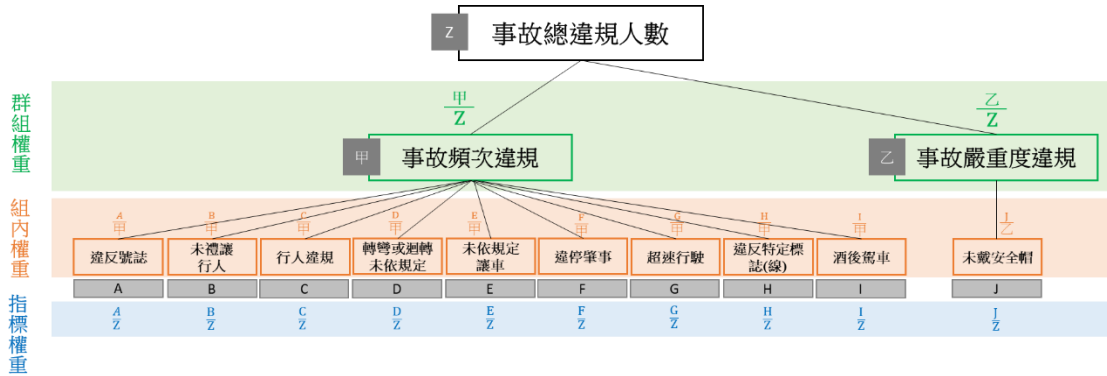 Z
事故總違規人數
群組權重
甲/Z
乙/Z
甲
事故頻次違規
乙
事故嚴重度違規
組內權重
A/甲
B/甲
C/甲
D/甲
E/甲
F/甲
G/甲
H/甲
I/甲
J/乙
違反號誌
未禮讓
行人
行人違規
轉彎或迴轉
未依規定
未依規定
讓車
違停肇事
超速行駛
違反特定標
誌(線)
酒後駕車
未戴安全帽
A
B
C
D
E
F
G
H
I
J
指標權重
A/Z
B/Z
C/Z
D/Z
E/Z
F/Z
G/Z
H/Z
I/Z
J/Z